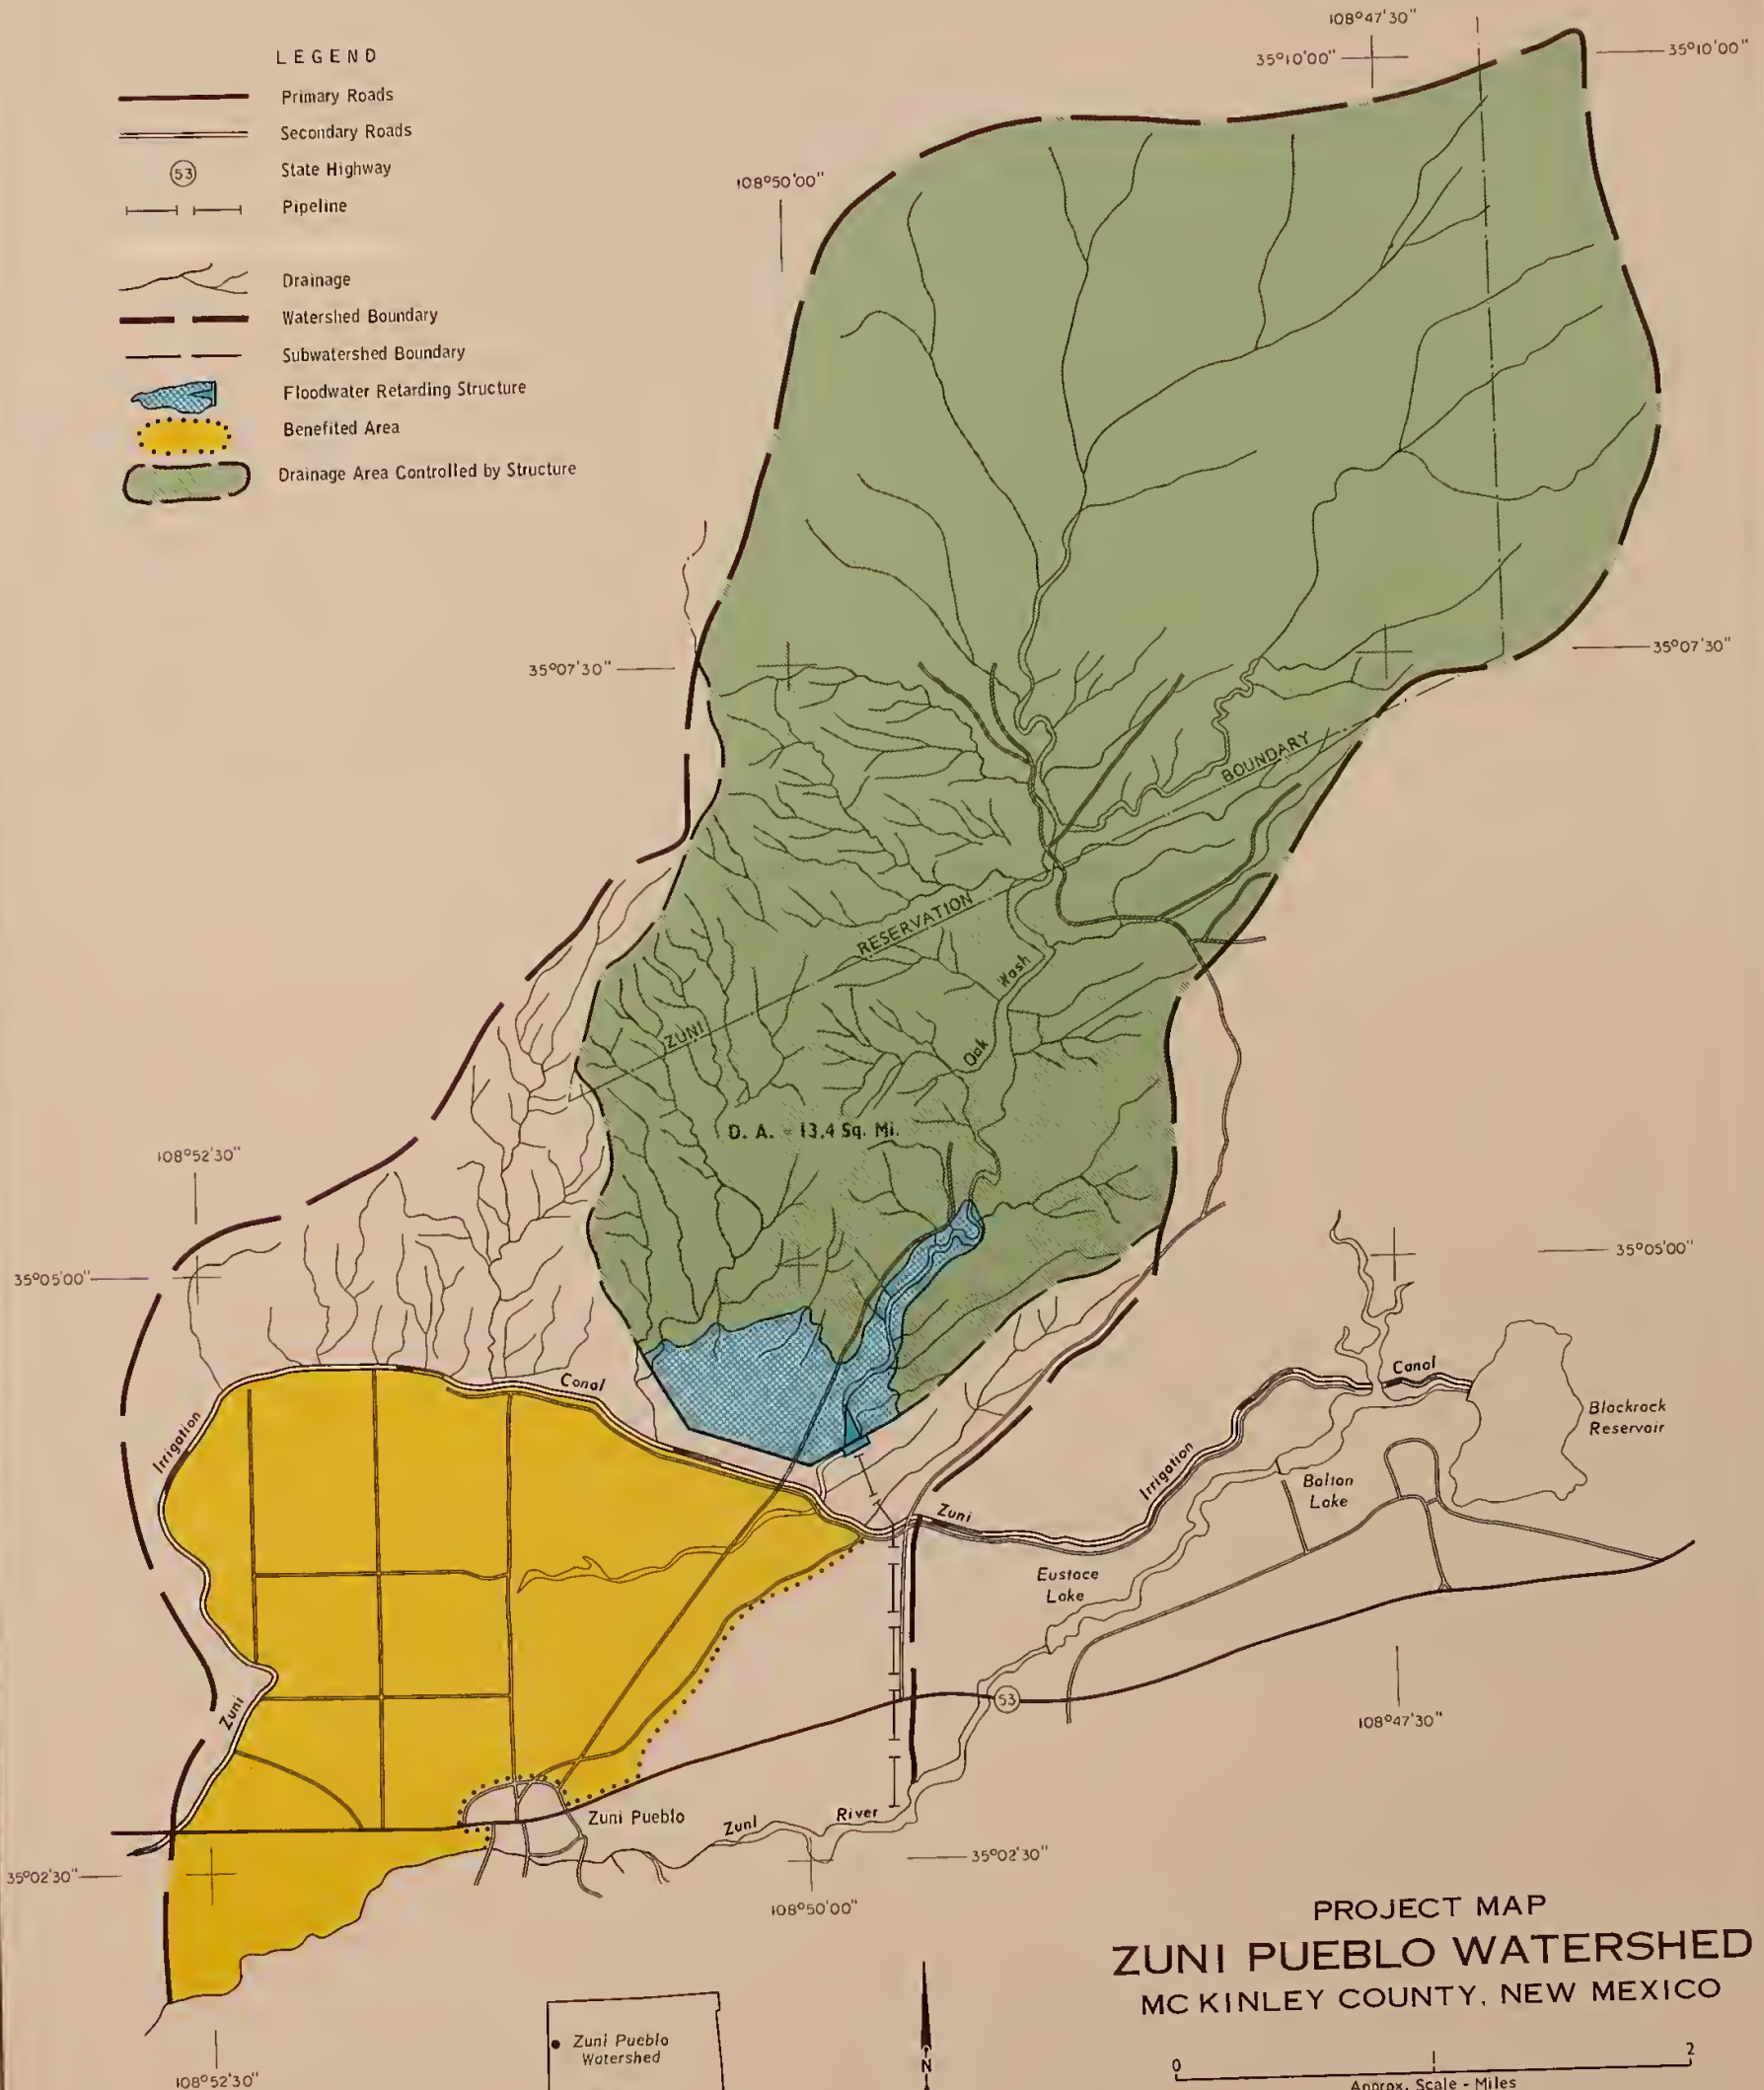 LEGEND
Primary Roads
Secondary Roads
53
State Highway
Pipeline
Drainage
Watershed Boundary
Subwatershed Boundary
Floodwater Retarding Structure
Benefited Area
Drainage Area Controlled by Structure
108°47'30"
35°10'00"
35°10'00"
108°50'00"
35°07'30"
35°07'30"
ZUNI RESERVATION BOUNDARY
Oak Wash
D. A. - 13.4 Sq. Mi.
108°52'30"
35°05'00"
35°05'00"
Zuni Irrigation Canal
Zuni Irrigation Canal
Blackrock
Reservoir
Bolton
Lake
Eustace
Lake
53
108°47'30"
Zuni Pueblo
Zuni River
35°02'30"
35°02'30"
108°50'00"
108°52'30"
PROJECT MAP
ZUNI PUEBLO WATERSHED
MC KINLEY COUNTY, NEW MEXICO
Zuni Pueblo
Watershed
N
0
2
Approx. Scale - Miles